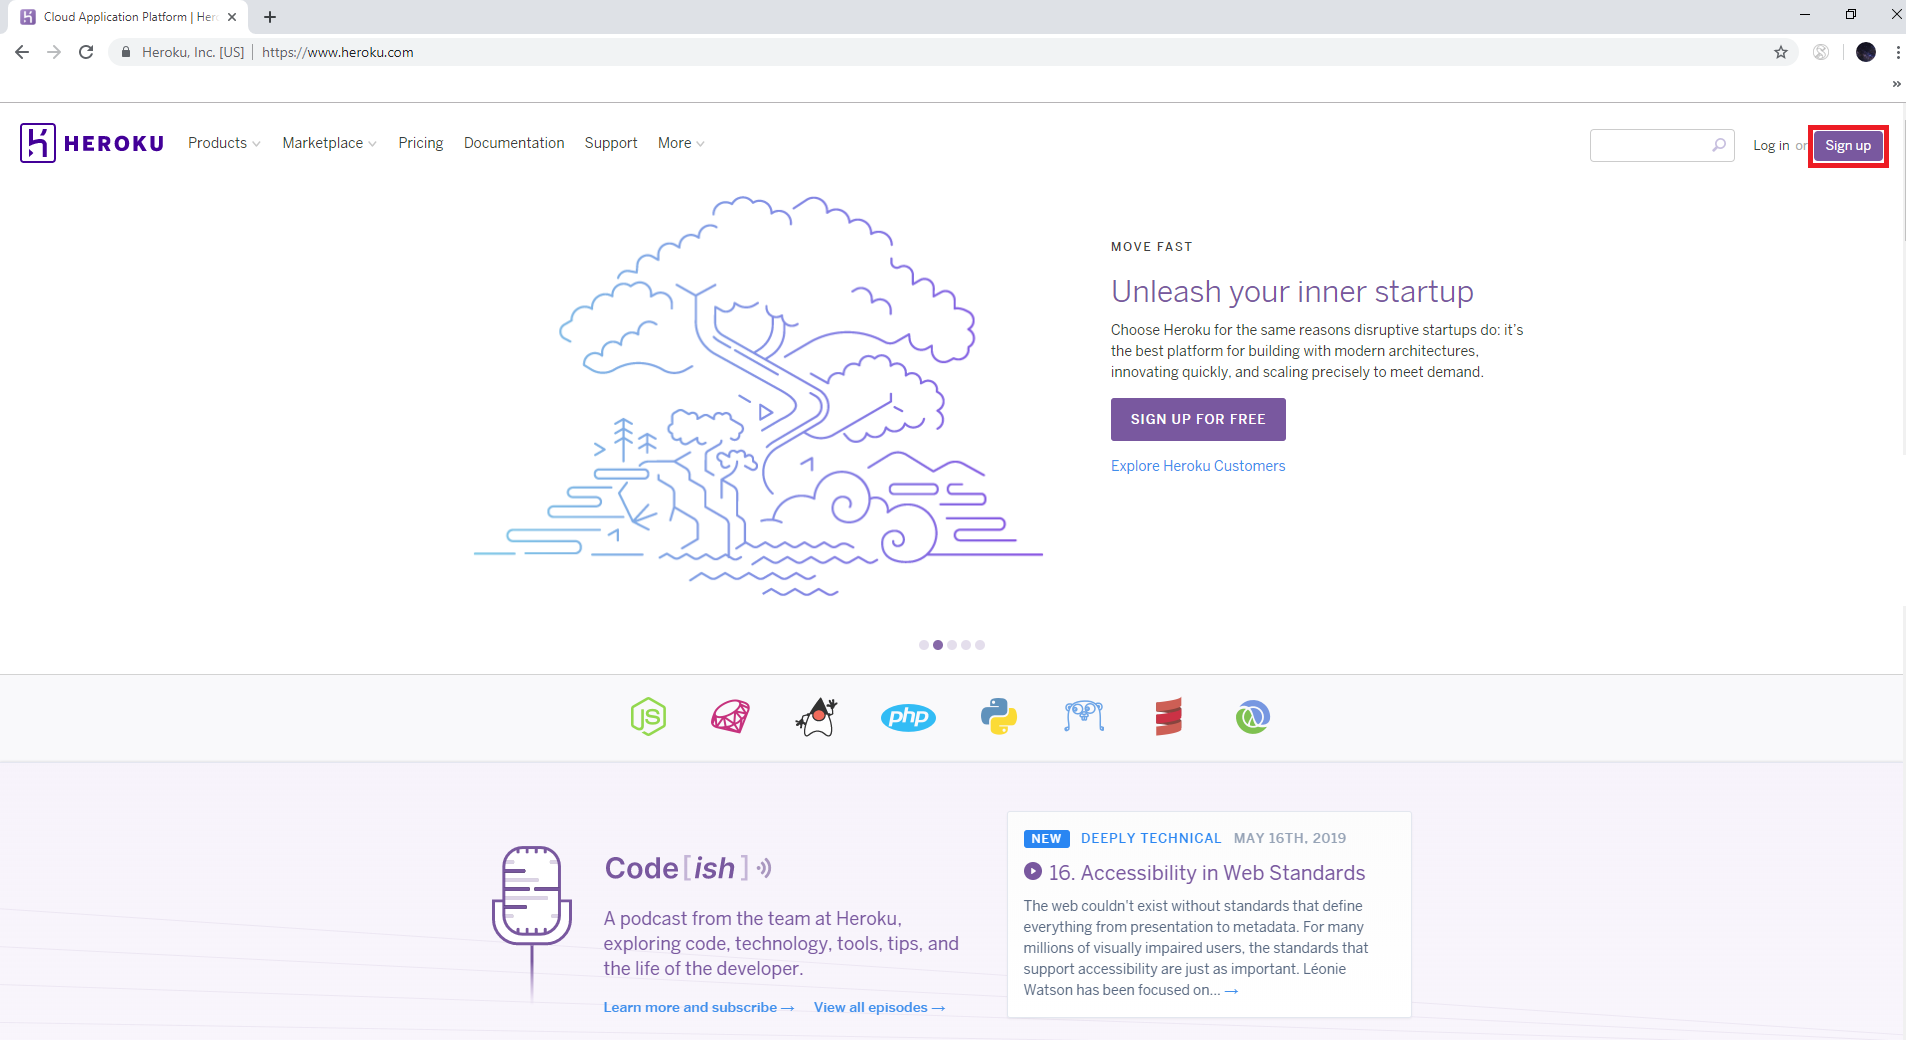 Cloud Application Platform | Her
Heroku, Inc. [US] | https://www.heroku.com
HEROKU Products Marketplace Pricing Documentation Support More Log in or Sign up
MOVE FAST
Unleash your inner startup
Choose Heroku for the same reasons disruptive startups do: it's
the best platform for building with modern architectures,
innovating quickly, and scaling precisely to meet demand.
SIGN UP FOR FREE
Explore Heroku Customers
JS php
NEW DEEPLY TECHNICAL MAY 16TH, 2019
Code[ish]
16. Accessibility in Web Standards
A podcast from the team at Heroku,
exploring code, technology, tools, tips, and
the life of the developer.
Learn more and subscribe → View all episodes →
The web couldn't exist without standards that define
everything from presentation to metadata. For many
millions of visually impaired users, the standards that
support accessibility are just as important. Léonie
Watson has been focused on... →